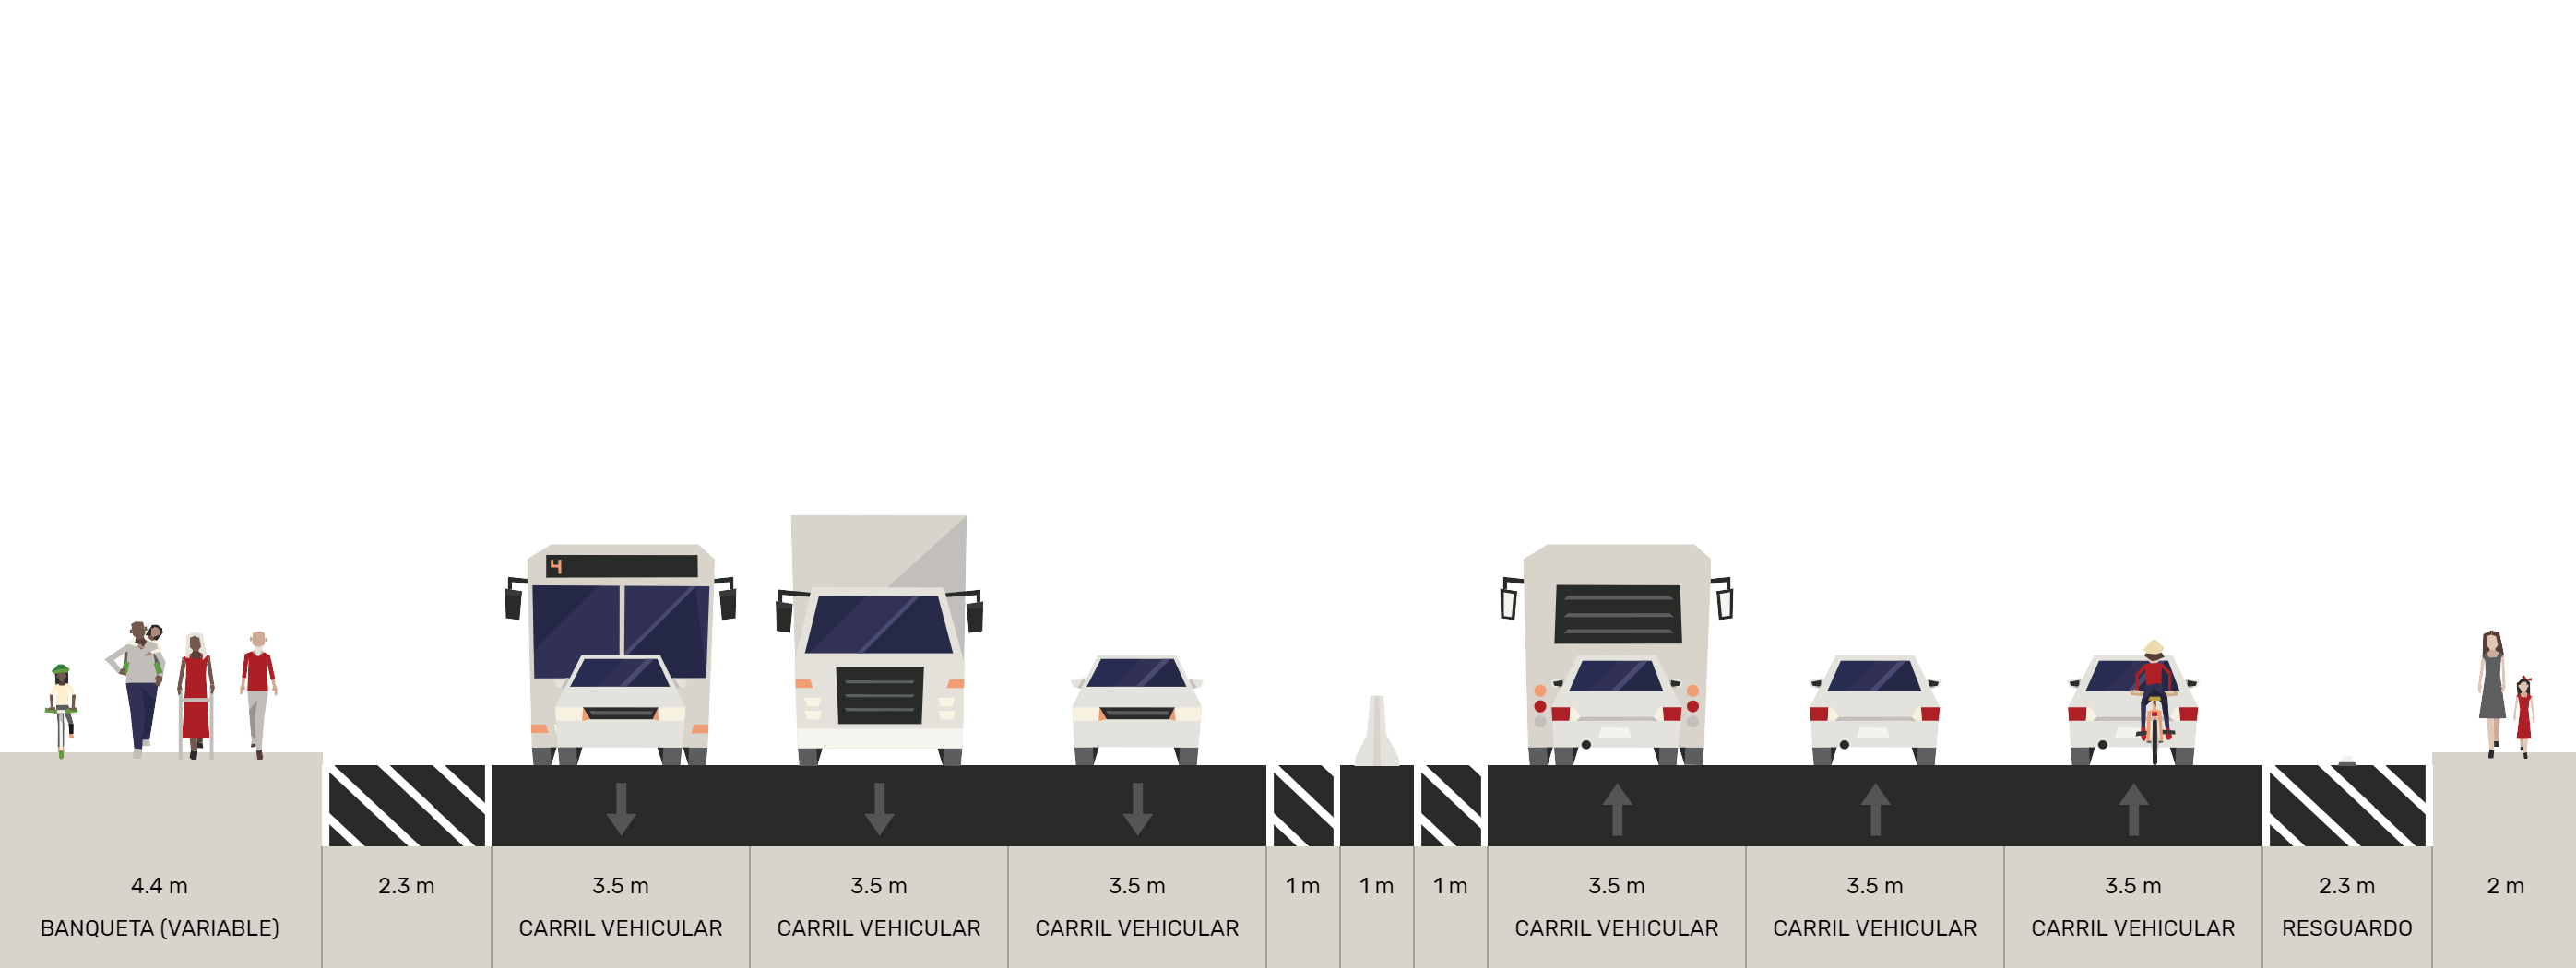 4
4.4 m
2.3 m
3.5 m
3.5 m
3.5 m
1 m
1 m
1 m
3.5 m
3.5 m
3.5 m
2.3 m
2 m
BANQUETA (VARIABLE)
CARRIL VEHICULAR
CARRIL VEHICULAR
CARRIL VEHICULAR
CARRIL VEHICULAR
CARRIL VEHICULAR
CARRIL VEHICULAR
RESGUARDO